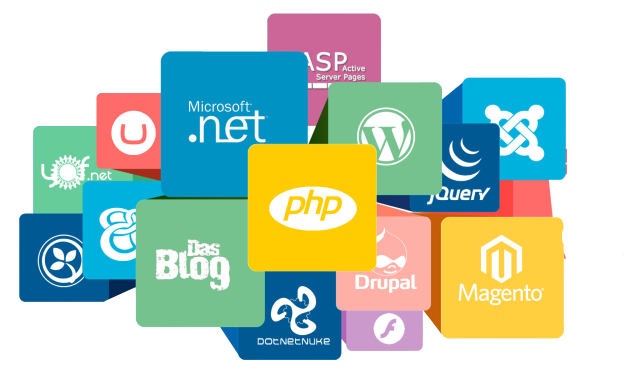 ASP
Active
Server Pages
Microsoft
.net
php
jQUERY
.net
Das
Blog
Drupal
Magento
DOTNETNUKE
f